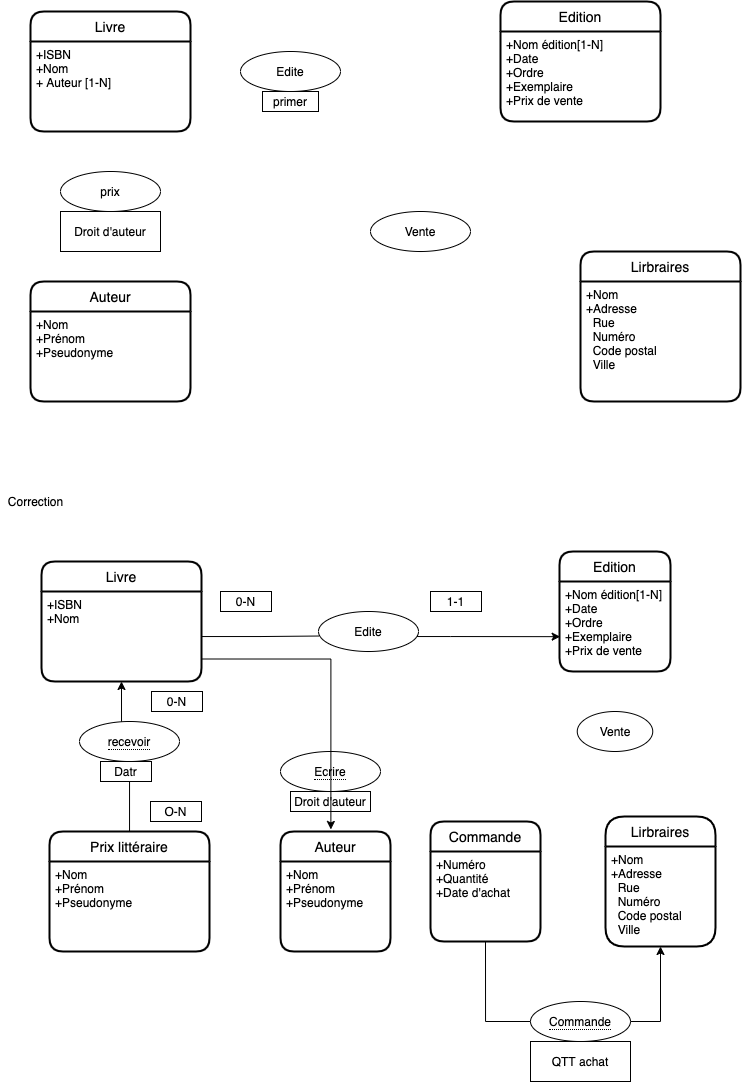 Livre
+ISBN
+Nom
+ Auteur [1-N]
Edite
primer
Edition
+Nom édition[1-N]
+Date
+Ordre
+Exemplaire
+Prix de vente
prix
Droit d'auteur
Vente
Auteur
+Nom
+Prénom
+Pseudonyme
Lirbraires
+Nom
+Adresse
Rue
Numéro
Code postal
Ville
Correction
Livre
+ISBN
+Nom
0-N
Edite
1-1
Edition
+Nom édition[1-N]
+Date
+Ordre
+Exemplaire
+Prix de vente
0-N
recevoir
Datr
O-N
Ecrire
Droit d'auteur
Vente
Prix littéraire
+Nom
+Prénom
+Pseudonyme
Auteur
+Nom
+Prénom
+Pseudonyme
Commande
+Numéro
+Quantité
+Date d'achat
Lirbraires
+Nom
+Adresse
Rue
Numéro
Code postal
Ville
Commande
QTT achat